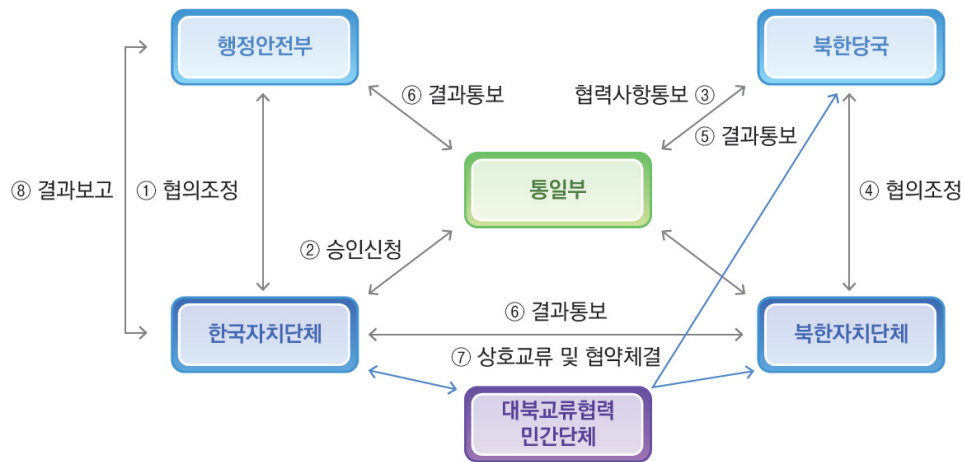 행정안전부
북한당국
⑥ 결과통보
협력사항통보 ③
⑤ 결과통보
⑧ 결과보고
① 협의조정
통일부
④ 협의조정
② 승인신청
한국자치단체
⑥ 결과통보
북한자치단체
⑦ 상호교류 및 협약체결
대북교류협력
민간단체